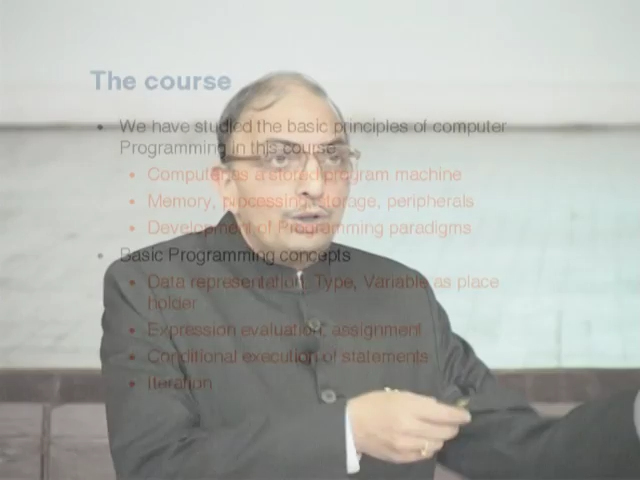 The course
• We have studied the basic principles of computer
Programming in this course
• Computer as a stored program machine
• Memory, processing, storage, peripherals
• Development of Programming paradigms
• Basic Programming concepts
• Data representation, Type, Variable as place
holder
• Expression evaluation, assignment
• Conditional execution of statements
• Iteration